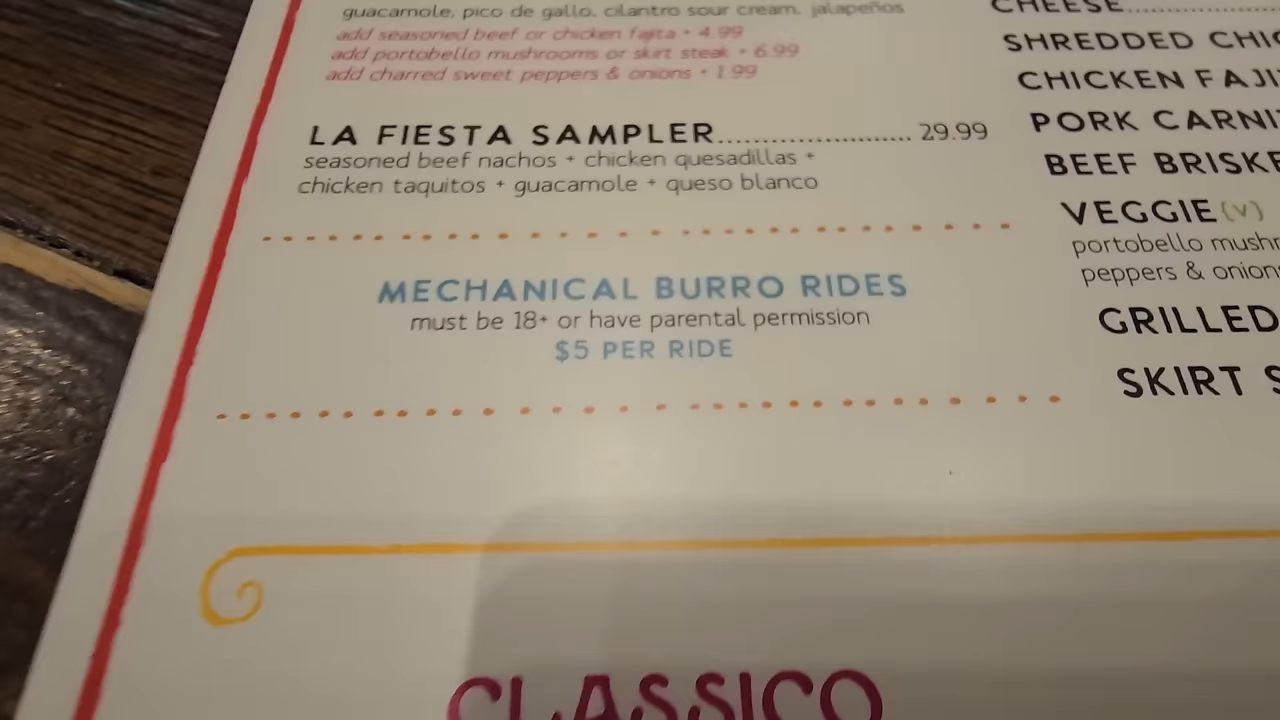 guacamole, pico de gallo, cilantro sour cream, jalapeños
add seasoned beef or chicken fajita • 4.99
add portobello mushrooms or skirt steak • 6.99
add charred sweet peppers & onions • 1.99
LA FIESTA SAMPLER...................... 29.99
seasoned beef nachos + chicken quesadillas +
chicken taquitos + guacamole + queso blanco
MECHANICAL BURRO RIDES
must be 18+ or have parental permission
$5 PER RIDE
CHEESE
SHREDDED
CHICKEN
PORK
BEEF
VEGGIE (V)
portobello
peppers &
GRILLED
SKIRT
CLASSICO